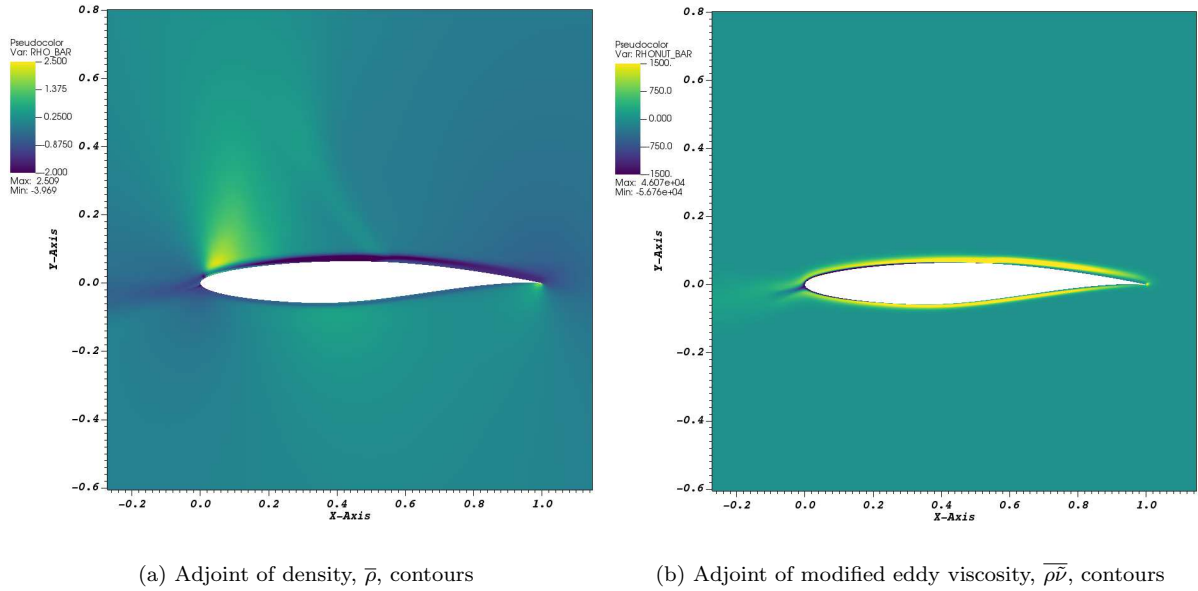 Pseudocolor
Var: RHO_BAR
2.500
1.375
0.2500
-0.8750
-2.000
Max: 2.509
Min: -3.969
0.8
0.6
0.4
0.2
0.0
-0.2
-0.4
-0.6
Y-Axis
-0.2 0.0 0.2 0.4 0.6 0.8 1.0
X-Axis
(a) Adjoint of density, ρ̅, contours
Pseudocolor
Var: RHONUT_BAR
1500.
750.0
0.000
-750.0
-1500.
Max: 4.607e+04
Min: -5.676e+04
0.8
0.6
0.4
0.2
0.0
-0.2
-0.4
-0.6
Y-Axis
-0.2 0.0 0.2 0.4 0.6 0.8 1.0
X-Axis
(b) Adjoint of modified eddy viscosity, \overline{ρ\tilde{ν}}, contours